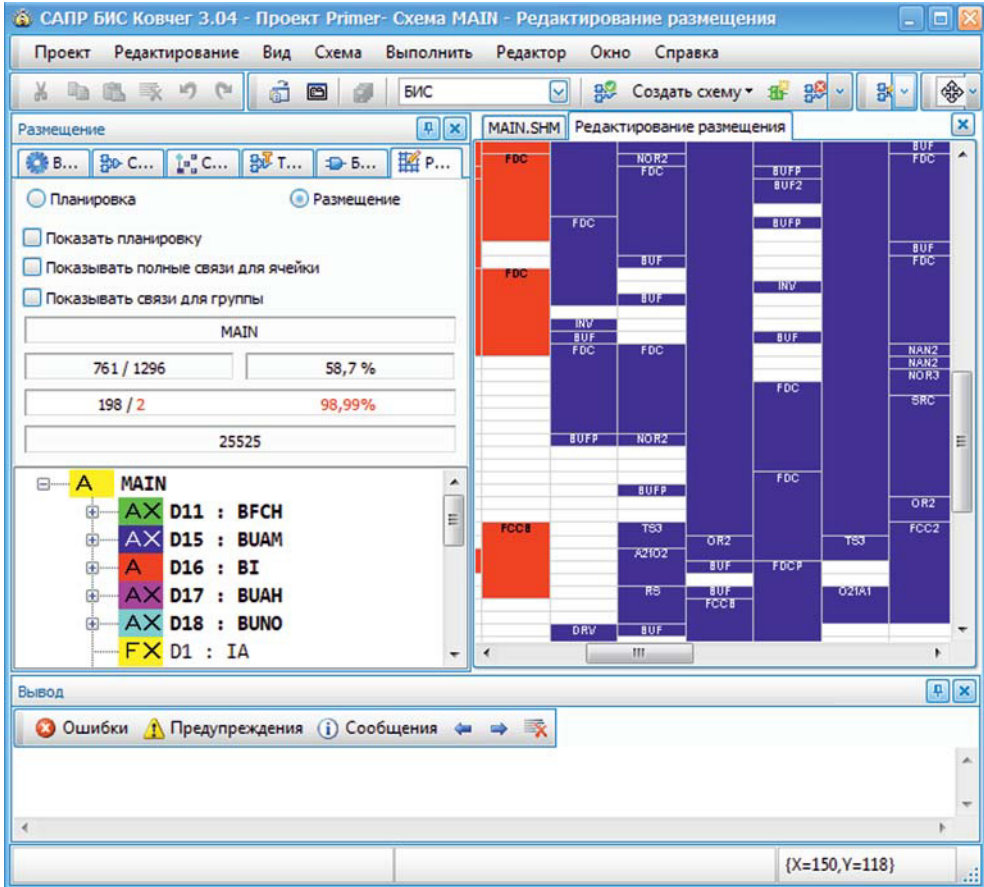 САПР БИС Ковчег 3.04 - Проект Primer- Схема MAIN - Редактирование размещения
Проект Редактирование Вид Схема Выполнить Редактор Окно Справка
БИС Создать схему
Размещение
MAIN.SHM Редактирование размещения
В... С... С... Т... Б... Р...
Планировка Размещение
Показать планировку
Показывать полные связи для ячейки
Показывать связи для группы
MAIN
761 / 1296 58,7 %
198 / 2 98,99%
25525
A MAIN
AX D11 : BFCH
AX D15 : BUAM
A D16 : BI
AX D17 : BUAH
AX D18 : BUNO
FX D1 : IA
BUF
FDC NOR2 FDC
FDC BUFP
BUF2
FDC BUFP
BUF
BUF FDC
FDC
INV
BUF
INV
BUF BUF
FDC FDC NAN2
NAN2
NOR3
FDC
SRC
BUFP NOR2
FDC
BUFP
OR2
FCCB TS3 FCC2
OR2 TS3
A2IO2
BUF FDCP
RS BUF O21A1
FCCB
DRV BUF
Вывод
Ошибки Предупреждения Сообщения
{X=150,Y=118}